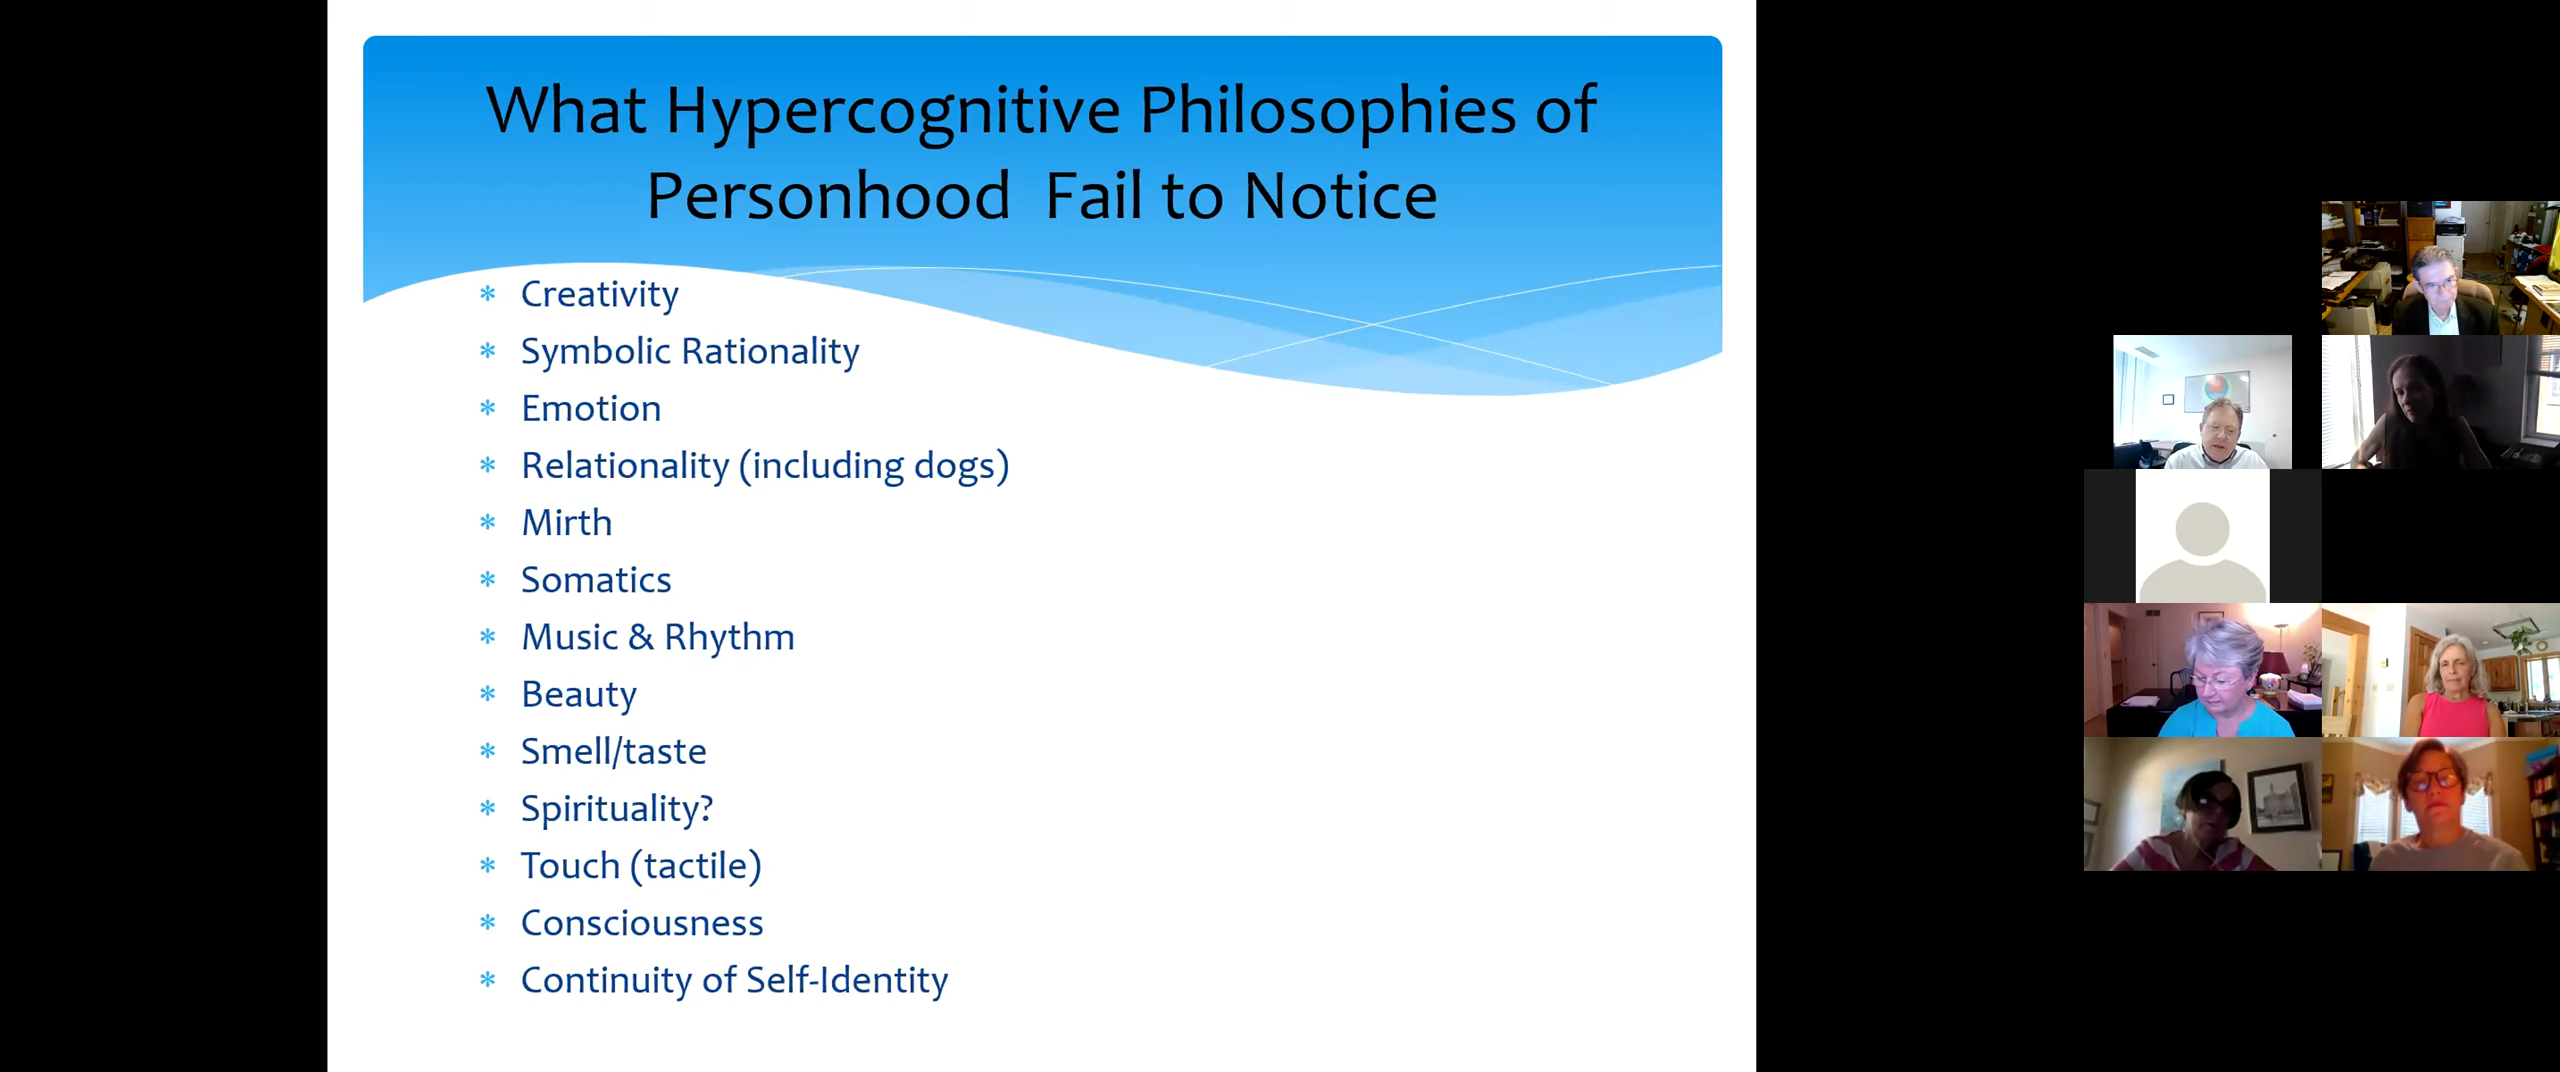 What Hypercognitive Philosophies of
Personhood Fail to Notice
* Creativity
* Symbolic Rationality
* Emotion
* Relationality (including dogs)
* Mirth
* Somatics
* Music & Rhythm
* Beauty
* Smell/taste
* Spirituality?
* Touch (tactile)
* Consciousness
* Continuity of Self-Identity